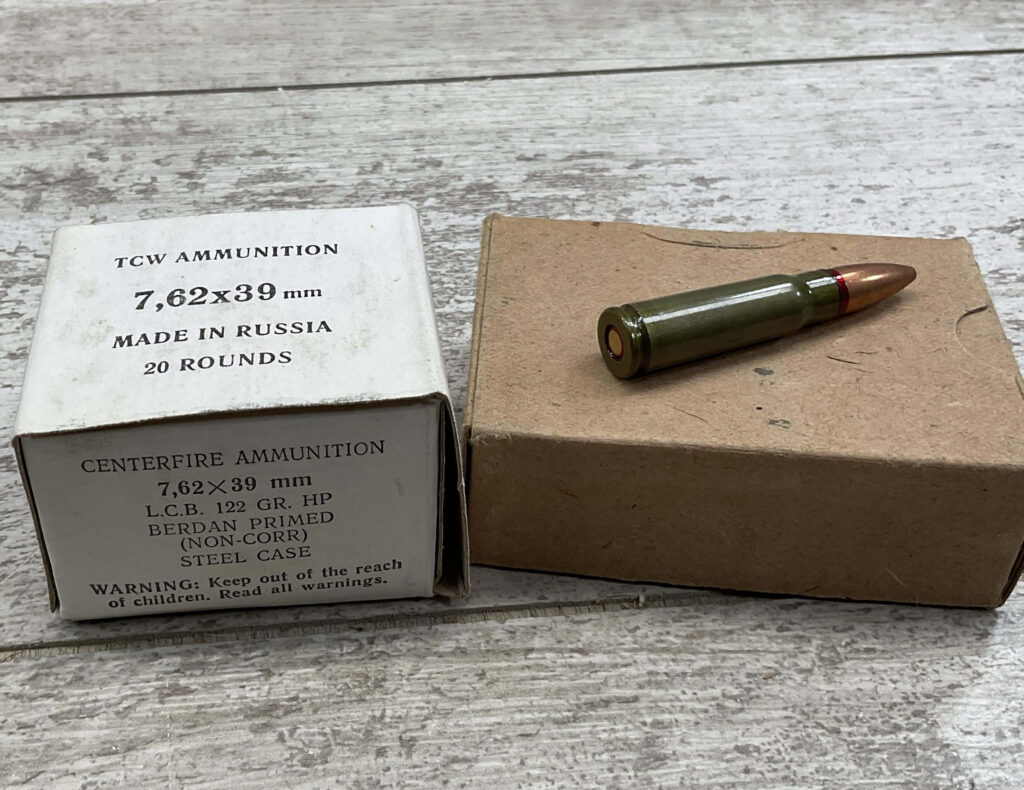 TCW AMMUNITION
7,62x39 mm
MADE IN RUSSIA
20 ROUNDS
CENTERFIRE AMMUNITION
7,62×39 mm
L.C.B. 122 GR. HP
BERDAN PRIMED
(NON-CORR)
STEEL CASE
WARNING: Keep out of the reach
of children. Read all warnings.